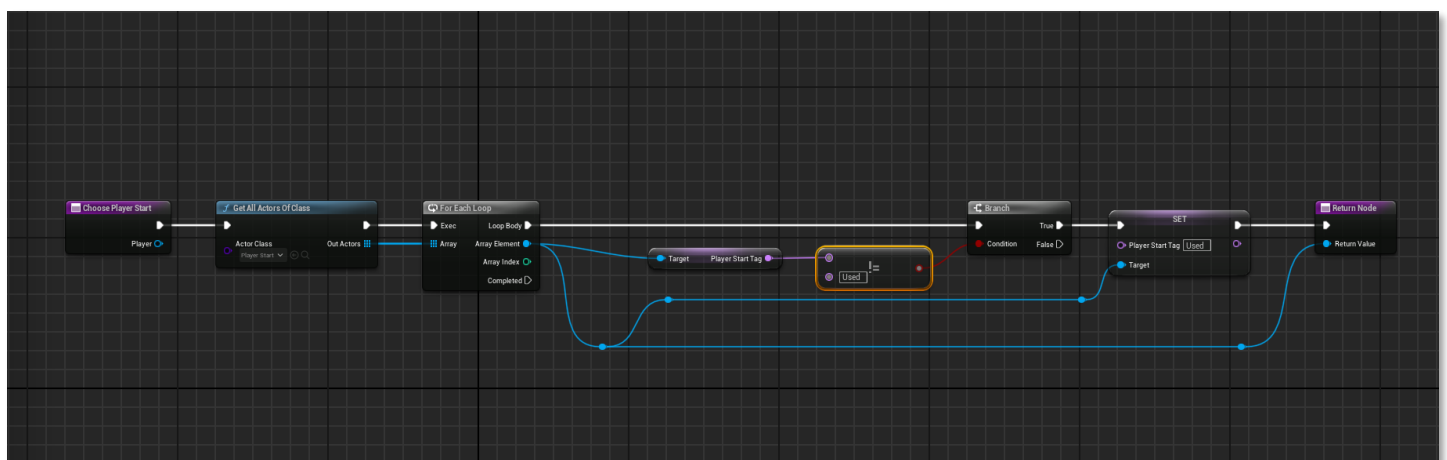 Choose Player Start
Player
Get All Actors Of Class
Actor Class
Player Start
Out Actors
For Each Loop
Exec
Loop Body
Array
Array Element
Array Index
Completed
Target
Player Start Tag
!=
Used
Branch
True
Condition
False
SET
Player Start Tag
Used
Target
Return Node
Return Value